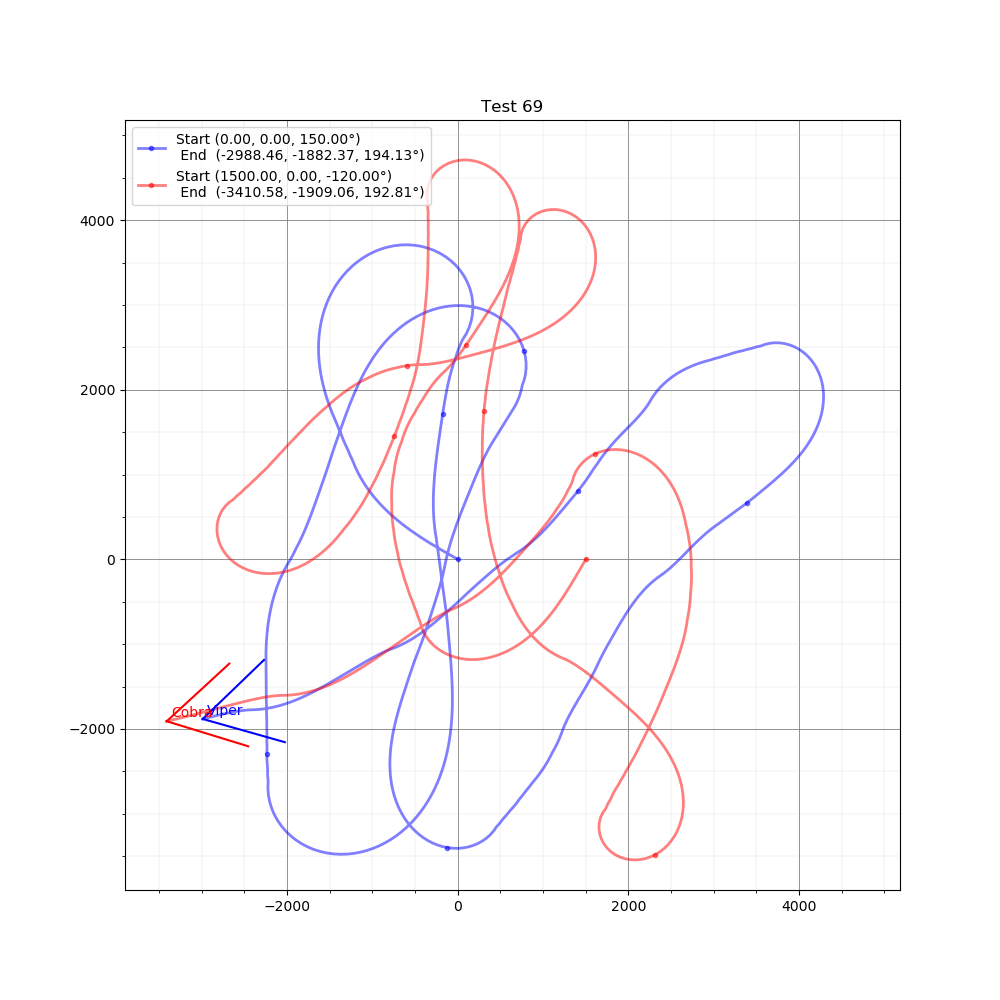 Test 69
Start (0.00, 0.00, 150.00°)
End  (-2988.46, -1882.37, 194.13°)
Start (1500.00, 0.00, -120.00°)
End  (-3410.58, -1909.06, 192.81°)
4000
2000
0
−2000
Cobra
Viper
−2000
0
2000
4000